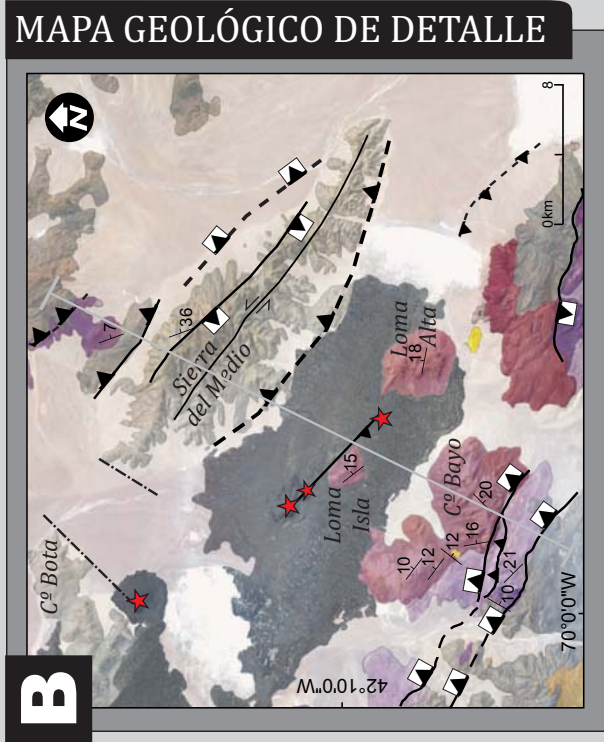 MAPA GEOLÓGICO DE DETALLE
B
N
Cº Bota
7
36
Sierra
del Medio
8
0km
Loma
Alta
18
Loma
Isla
15
Cº Bayo
20
10
12
12
16
10
21
42°10'0"W
70°0'0"W